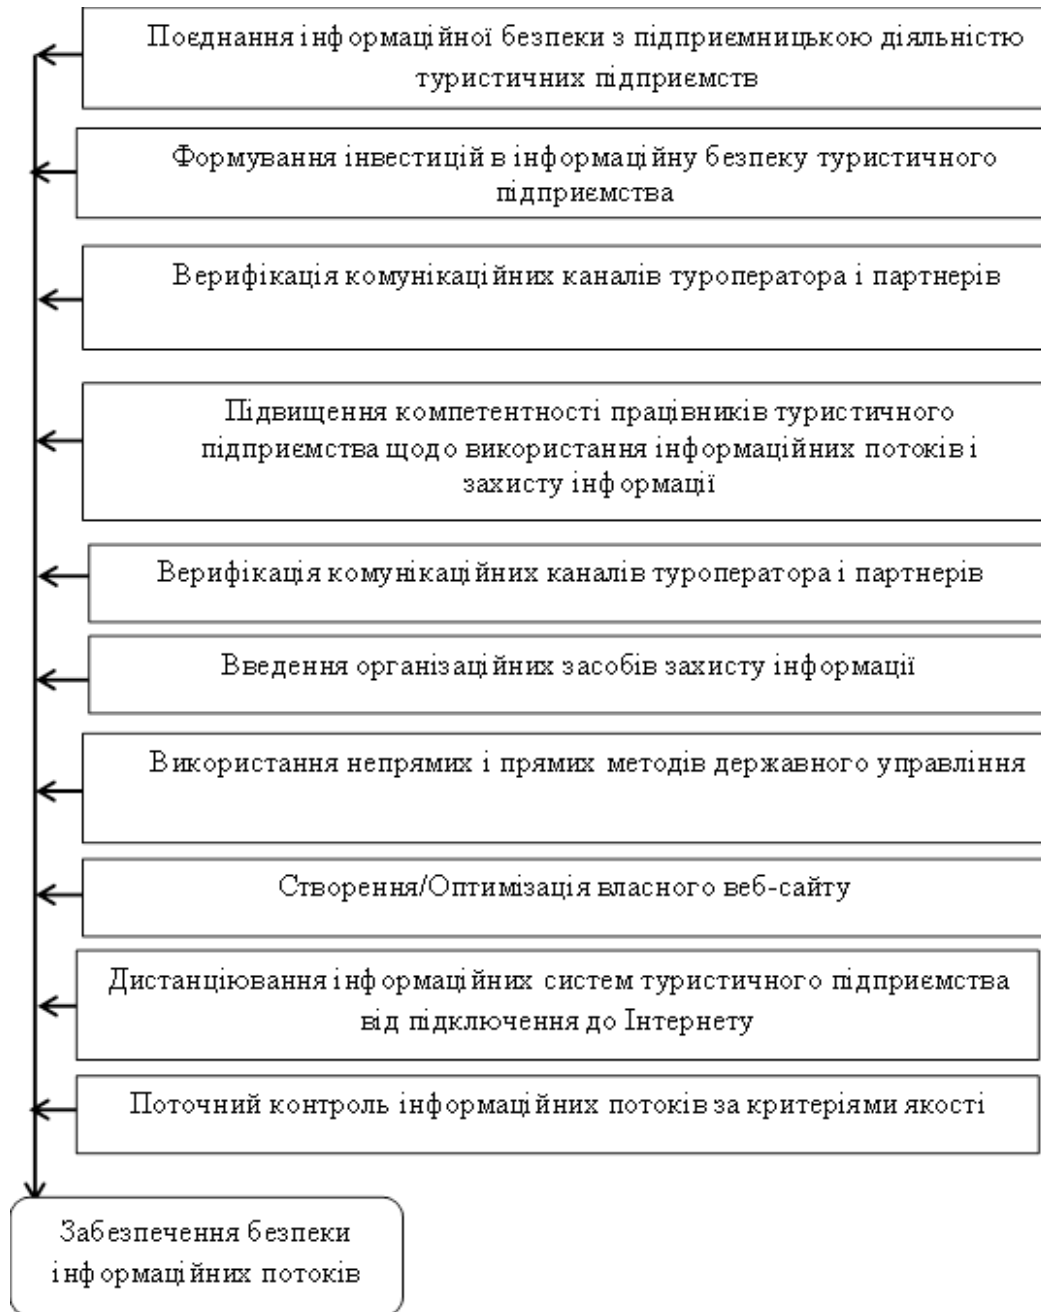 Поєднання інформаційної безпеки з підприємницькою діяльністю
туристичних підприємств
Формування інвестицій в інформаційну безпеку туристичного
підприємства
Верифікація комунікаційних каналів туроператора і партнерів
Підвищення компетентності працівників туристичного
підприємства щодо використання інформаційних потоків і
захисту інформації
Верифікація комунікаційних каналів туроператора і партнерів
Введення організаційних засобів захисту інформації
Використання непрямих і прямих методів державного управління
Створення/Оптимізація власного веб-сайту
Дистанціювання інформаційних систем туристичного підприємства
від підключення до Інтернету
Поточний контроль інформаційних потоків за критеріями якості
Забезпечення безпеки
інформаційних потоків